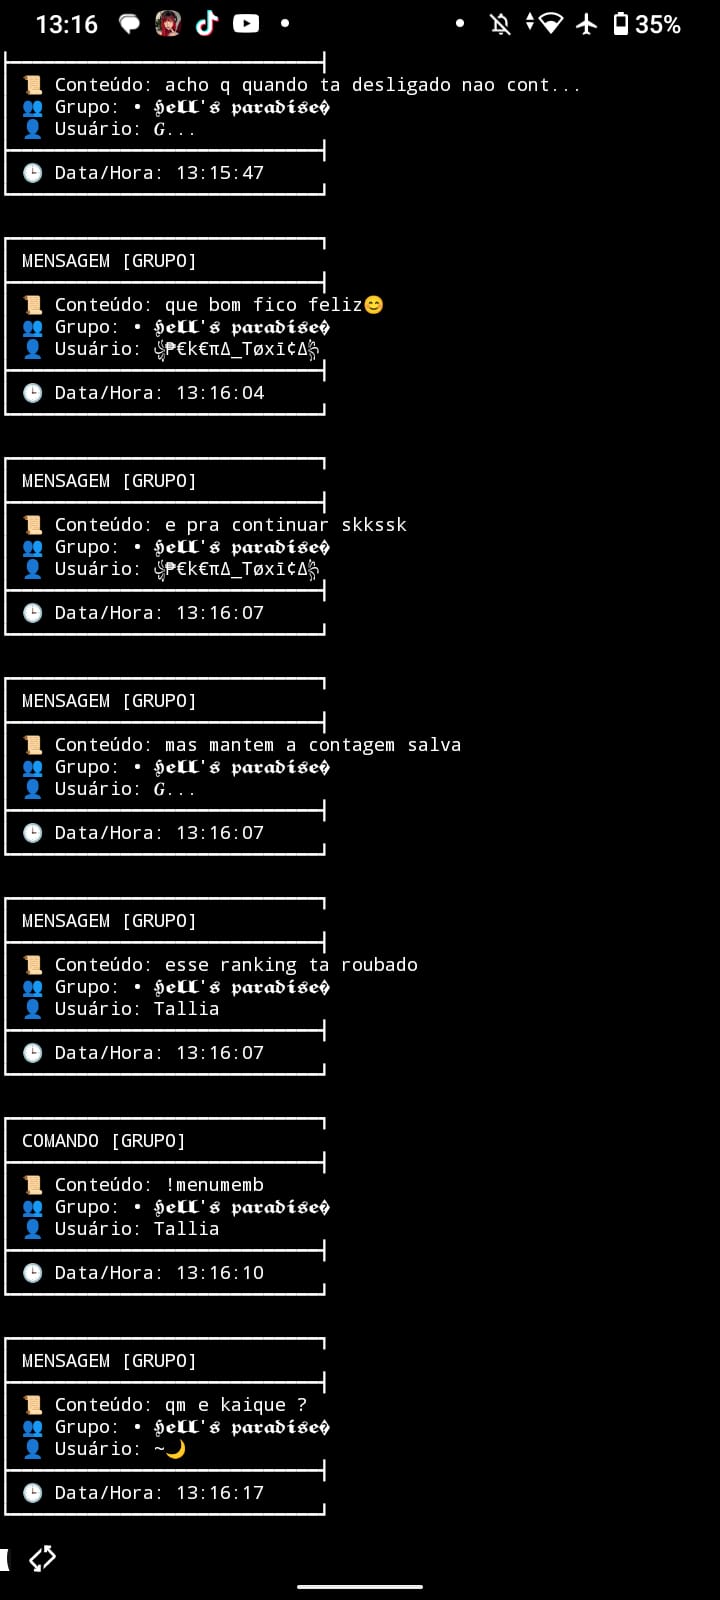 13:16 35%
📜 Conteúdo: acho q quando ta desligado nao cont...
👥 Grupo: • 𝕳𝖊𝖑𝖑'𝖘 𝖕𝖆𝖗𝖆𝖉𝖎𝖘𝖊�
👤 Usuário: 𝑮...
🕒 Data/Hora: 13:15:47
MENSAGEM [GRUPO]
📜 Conteúdo: que bom fico feliz😊
👥 Grupo: • 𝕳𝖊𝖑𝖑'𝖘 𝖕𝖆𝖗𝖆𝖉𝖎𝖘𝖊�
👤 Usuário: ꧁₱€k€πΔ_Tøxī¢Δ꧂
🕒 Data/Hora: 13:16:04
MENSAGEM [GRUPO]
📜 Conteúdo: e pra continuar skkssk
👥 Grupo: • 𝕳𝖊𝖑𝖑'𝖘 𝖕𝖆𝖗𝖆𝖉𝖎𝖘𝖊�
👤 Usuário: ꧁₱€k€πΔ_Tøxī¢Δ꧂
🕒 Data/Hora: 13:16:07
MENSAGEM [GRUPO]
📜 Conteúdo: mas mantem a contagem salva
👥 Grupo: • 𝕳𝖊𝖑𝖑'𝖘 𝖕𝖆𝖗𝖆𝖉𝖎𝖘𝖊�
👤 Usuário: 𝑮...
🕒 Data/Hora: 13:16:07
MENSAGEM [GRUPO]
📜 Conteúdo: esse ranking ta roubado
👥 Grupo: • 𝕳𝖊𝖑𝖑'𝖘 𝖕𝖆𝖗𝖆𝖉𝖎𝖘𝖊�
👤 Usuário: Tallia
🕒 Data/Hora: 13:16:07
COMANDO [GRUPO]
📜 Conteúdo: !menumemb
👥 Grupo: • 𝕳𝖊𝖑𝖑'𝖘 𝖕𝖆𝖗𝖆𝖉𝖎𝖘𝖊�
👤 Usuário: Tallia
🕒 Data/Hora: 13:16:10
MENSAGEM [GRUPO]
📜 Conteúdo: qm e kaique ?
👥 Grupo: • 𝕳𝖊𝖑𝖑'𝖘 𝖕𝖆𝖗𝖆𝖉𝖎𝖘𝖊�
👤 Usuário: ~🌙
🕒 Data/Hora: 13:16:17